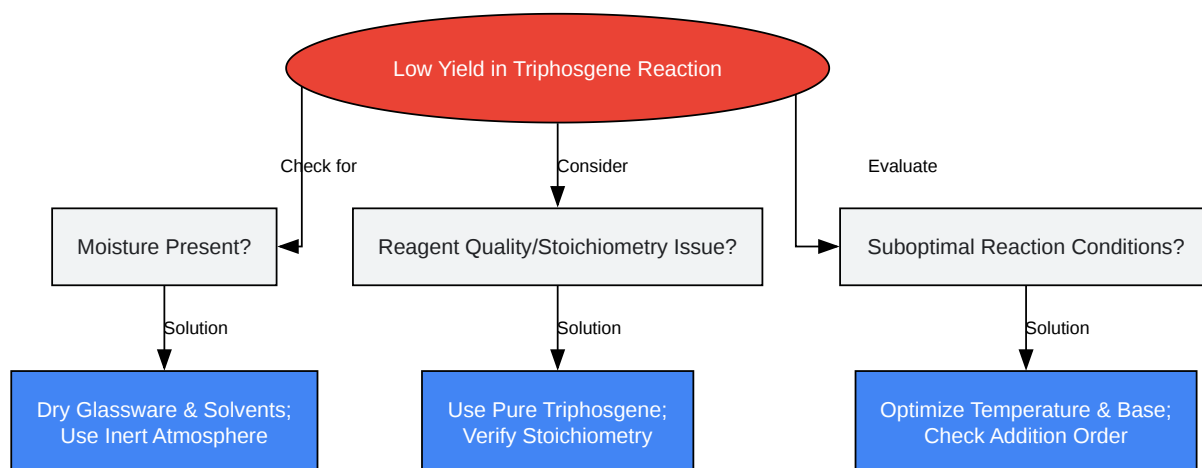 Low Yield in Triphosgene Reaction
Check for
Consider
Evaluate
Moisture Present?
Reagent Quality/Stoichiometry Issue?
Suboptimal Reaction Conditions?
Solution
Solution
Solution
Dry Glassware & Solvents;
Use Inert Atmosphere
Use Pure Triphosgene;
Verify Stoichiometry
Optimize Temperature & Base;
Check Addition Order